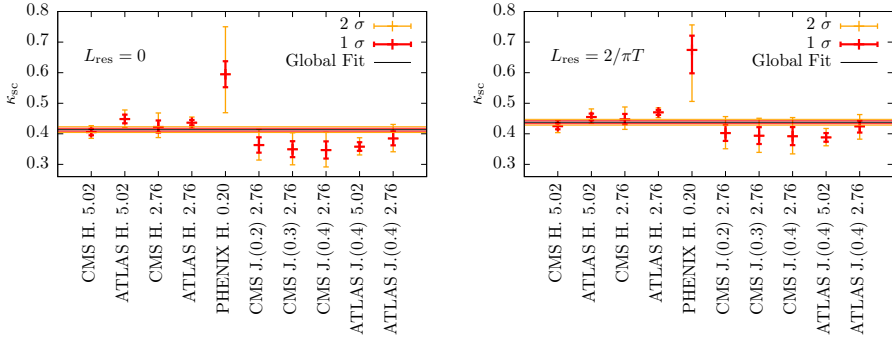 0.8
0.7
0.6
0.5
0.4
0.3
κsc
Lres = 0
2 σ
1 σ
Global Fit
CMS H. 5.02
ATLAS H. 5.02
CMS H. 2.76
ATLAS H. 2.76
PHENIX H. 0.20
CMS J.(0.2) 2.76
CMS J.(0.3) 2.76
CMS J.(0.4) 2.76
ATLAS J.(0.4) 5.02
ATLAS J.(0.4) 2.76
0.8
0.7
0.6
0.5
0.4
0.3
κsc
Lres = 2/πT
2 σ
1 σ
Global Fit
CMS H. 5.02
ATLAS H. 5.02
CMS H. 2.76
ATLAS H. 2.76
PHENIX H. 0.20
CMS J.(0.2) 2.76
CMS J.(0.3) 2.76
CMS J.(0.4) 2.76
ATLAS J.(0.4) 5.02
ATLAS J.(0.4) 2.76